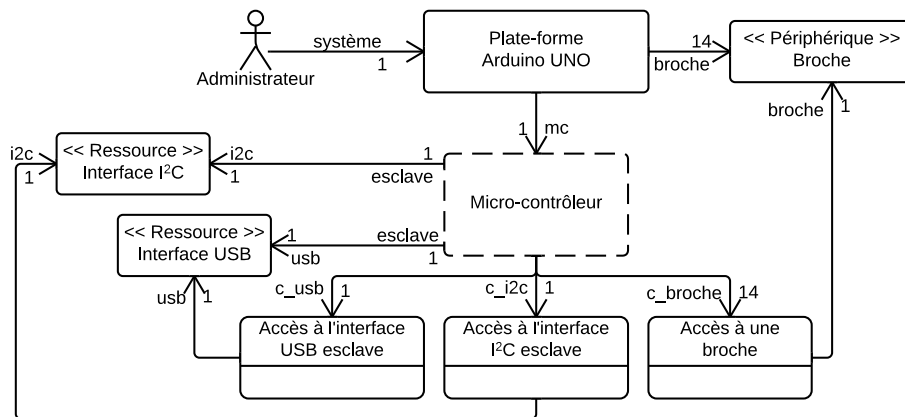 système
1
Administrateur
Plate-forme
Arduino UNO
14
broche
<< Périphérique >>
Broche
1 mc
broche 1
i2c
1
<< Ressource >>
Interface I²C
i2c
1
1
esclave
Micro-contrôleur
<< Ressource >>
Interface USB
1
usb
esclave
1
usb 1
c_usb 1
c_i2c 1
c_broche 14
Accès à l'interface
USB esclave
Accès à l'interface
I²C esclave
Accès à une
broche